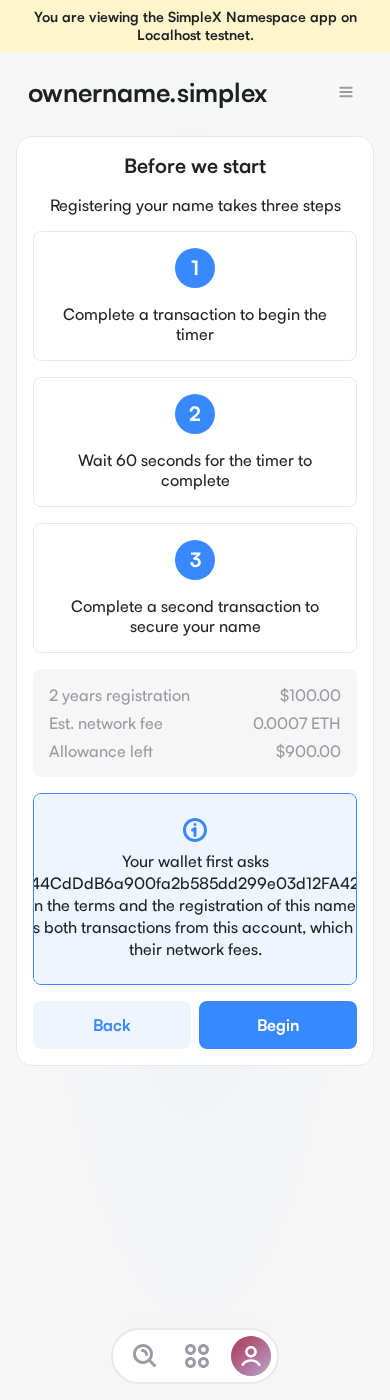 You are viewing the SimpleX Namespace app on
Localhost testnet.
ownername.simplex
Before we start
Registering your name takes three steps
1
Complete a transaction to begin the
timer
2
Wait 60 seconds for the timer to
complete
3
Complete a second transaction to
secure your name
2 years registration $100.00
Est. network fee 0.0007 ETH
Allowance left $900.00
Your wallet first asks
44CdDdB6a900fa2b585dd299e03d12FA42
n the terms and the registration of this name
s both transactions from this account, which
their network fees.
Back Begin